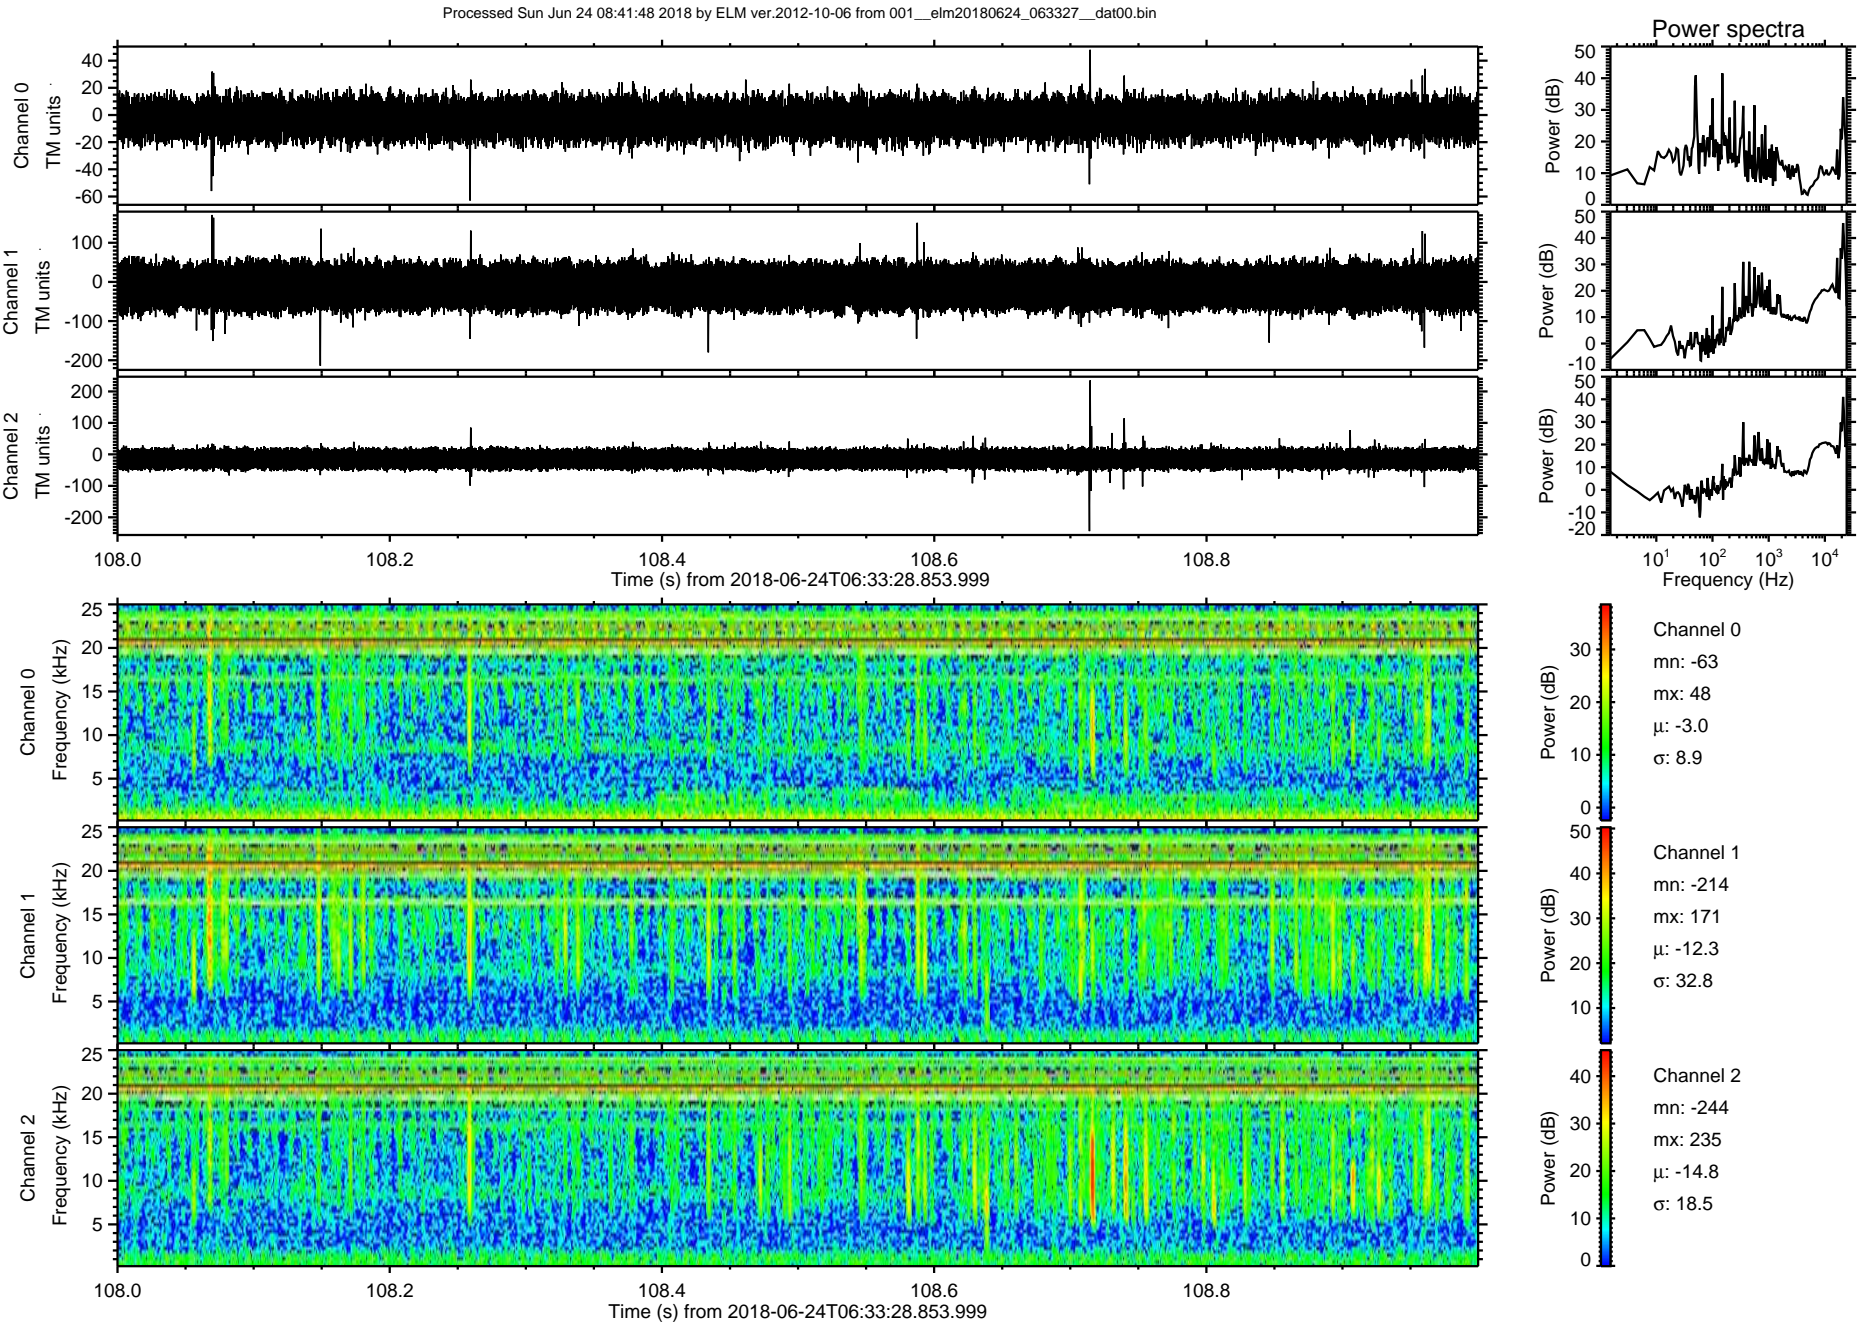 Processed Sun Jun 24 08:41:48 2018 by ELM ver.2012-10-06 from 001__elm20180624_063327__dat00.bin
Power spectra
Channel 0
TM units
40
20
0
-20
-40
-60
Power (dB)
50
40
30
20
10
0
Channel 1
TM units
100
0
-100
-200
Power (dB)
50
40
30
20
10
0
-10
Channel 2
TM units
200
100
0
-100
-200
Power (dB)
50
40
30
20
10
0
-10
-20
108.0 108.2 108.4 108.6 108.8
Time (s) from 2018-06-24T06:33:28.853.999
10^1 10^2 10^3 10^4
Frequency (Hz)
Channel 0
Frequency (kHz)
25
20
15
10
5
Power (dB)
30
20
10
0
Channel 0
mn: -63
mx: 48
μ: -3.0
σ: 8.9
Channel 1
Frequency (kHz)
25
20
15
10
5
Power (dB)
50
40
30
20
10
Channel 1
mn: -214
mx: 171
μ: -12.3
σ: 32.8
Channel 2
Frequency (kHz)
25
20
15
10
5
Power (dB)
40
30
20
10
0
Channel 2
mn: -244
mx: 235
μ: -14.8
σ: 18.5
108.0 108.2 108.4 108.6 108.8
Time (s) from 2018-06-24T06:33:28.853.999